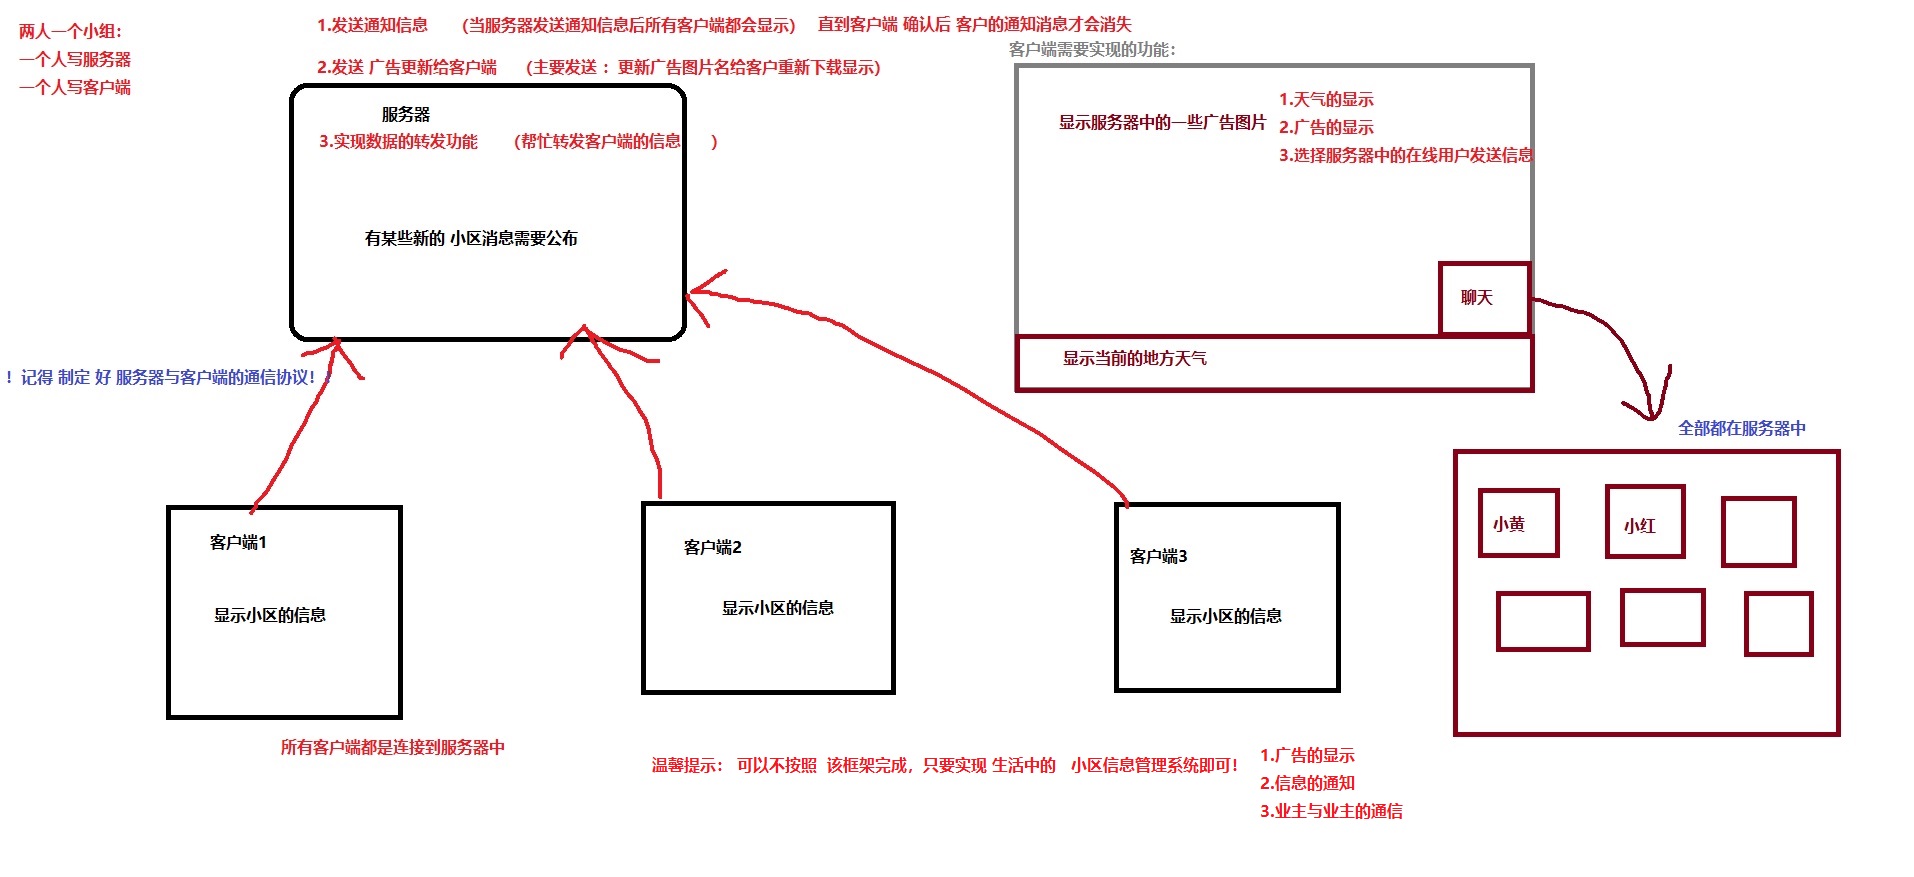 两人一个小组：
一个人写服务器
一个人写客户端
1.发送通知信息 （当服务器发送通知信息后所有客户端都会显示） 直到客户端 确认后 客户的通知消息才会消失
2.发送 广告更新给客户端 （主要发送 ：更新广告图片名给客户重新下载显示）
服务器
3.实现数据的转发功能 （帮忙转发客户端的信息 ）
有某些新的 小区消息需要公布
客户端需要实现的功能：
显示服务器中的一些广告图片
1.天气的显示
2.广告的显示
3.选择服务器中的在线用户发送信息
聊天
显示当前的地方天气
！记得 制定 好 服务器与客户端的通信协议！
全部都在服务器中
小黄
小红
客户端1
显示小区的信息
客户端2
显示小区的信息
客户端3
显示小区的信息
所有客户端都是连接到服务器中
温馨提示： 可以不按照 该框架完成，只要实现 生活中的 小区信息管理系统即可！
1.广告的显示
2.信息的通知
3.业主与业主的通信